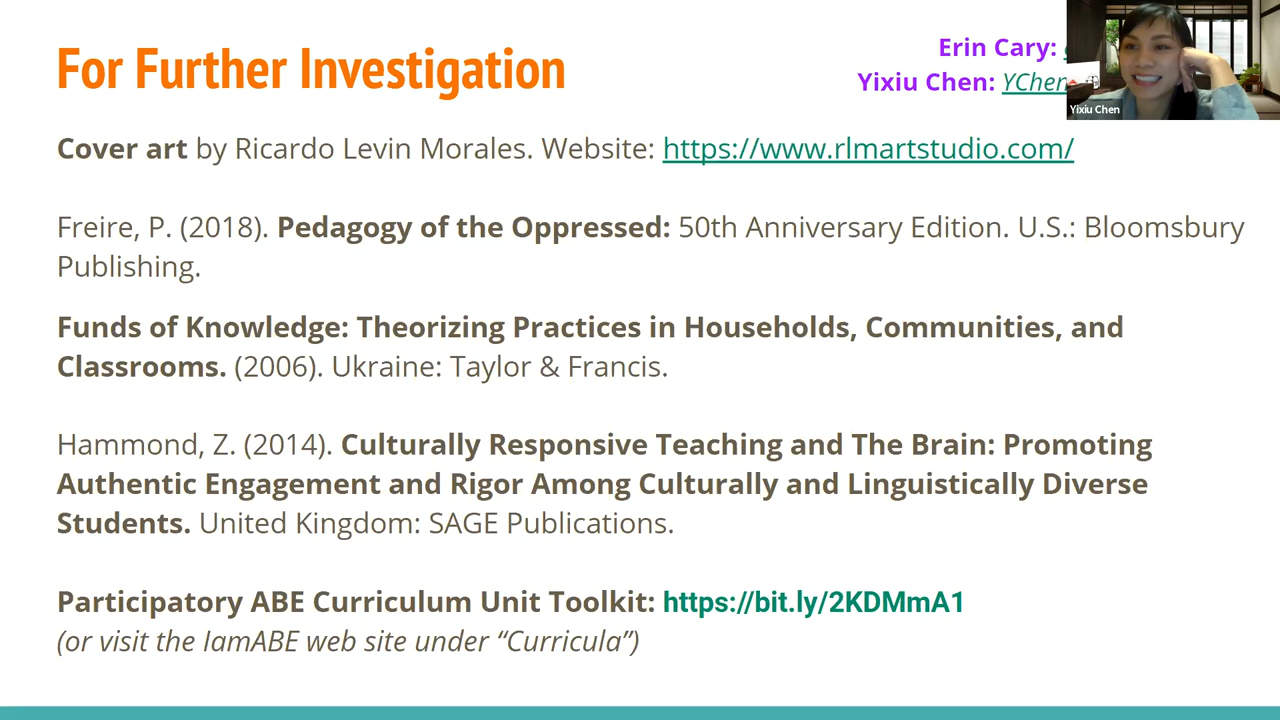 For Further Investigation
Erin Cary:
Yixiu Chen: YChen
Yixiu Chen
Cover art by Ricardo Levin Morales. Website: https://www.rlmartstudio.com/
Freire, P. (2018). Pedagogy of the Oppressed: 50th Anniversary Edition. U.S.: Bloomsbury
Publishing.
Funds of Knowledge: Theorizing Practices in Households, Communities, and
Classrooms. (2006). Ukraine: Taylor & Francis.
Hammond, Z. (2014). Culturally Responsive Teaching and The Brain: Promoting
Authentic Engagement and Rigor Among Culturally and Linguistically Diverse
Students. United Kingdom: SAGE Publications.
Participatory ABE Curriculum Unit Toolkit: https://bit.ly/2KDMmA1
(or visit the IamABE web site under “Curricula”)